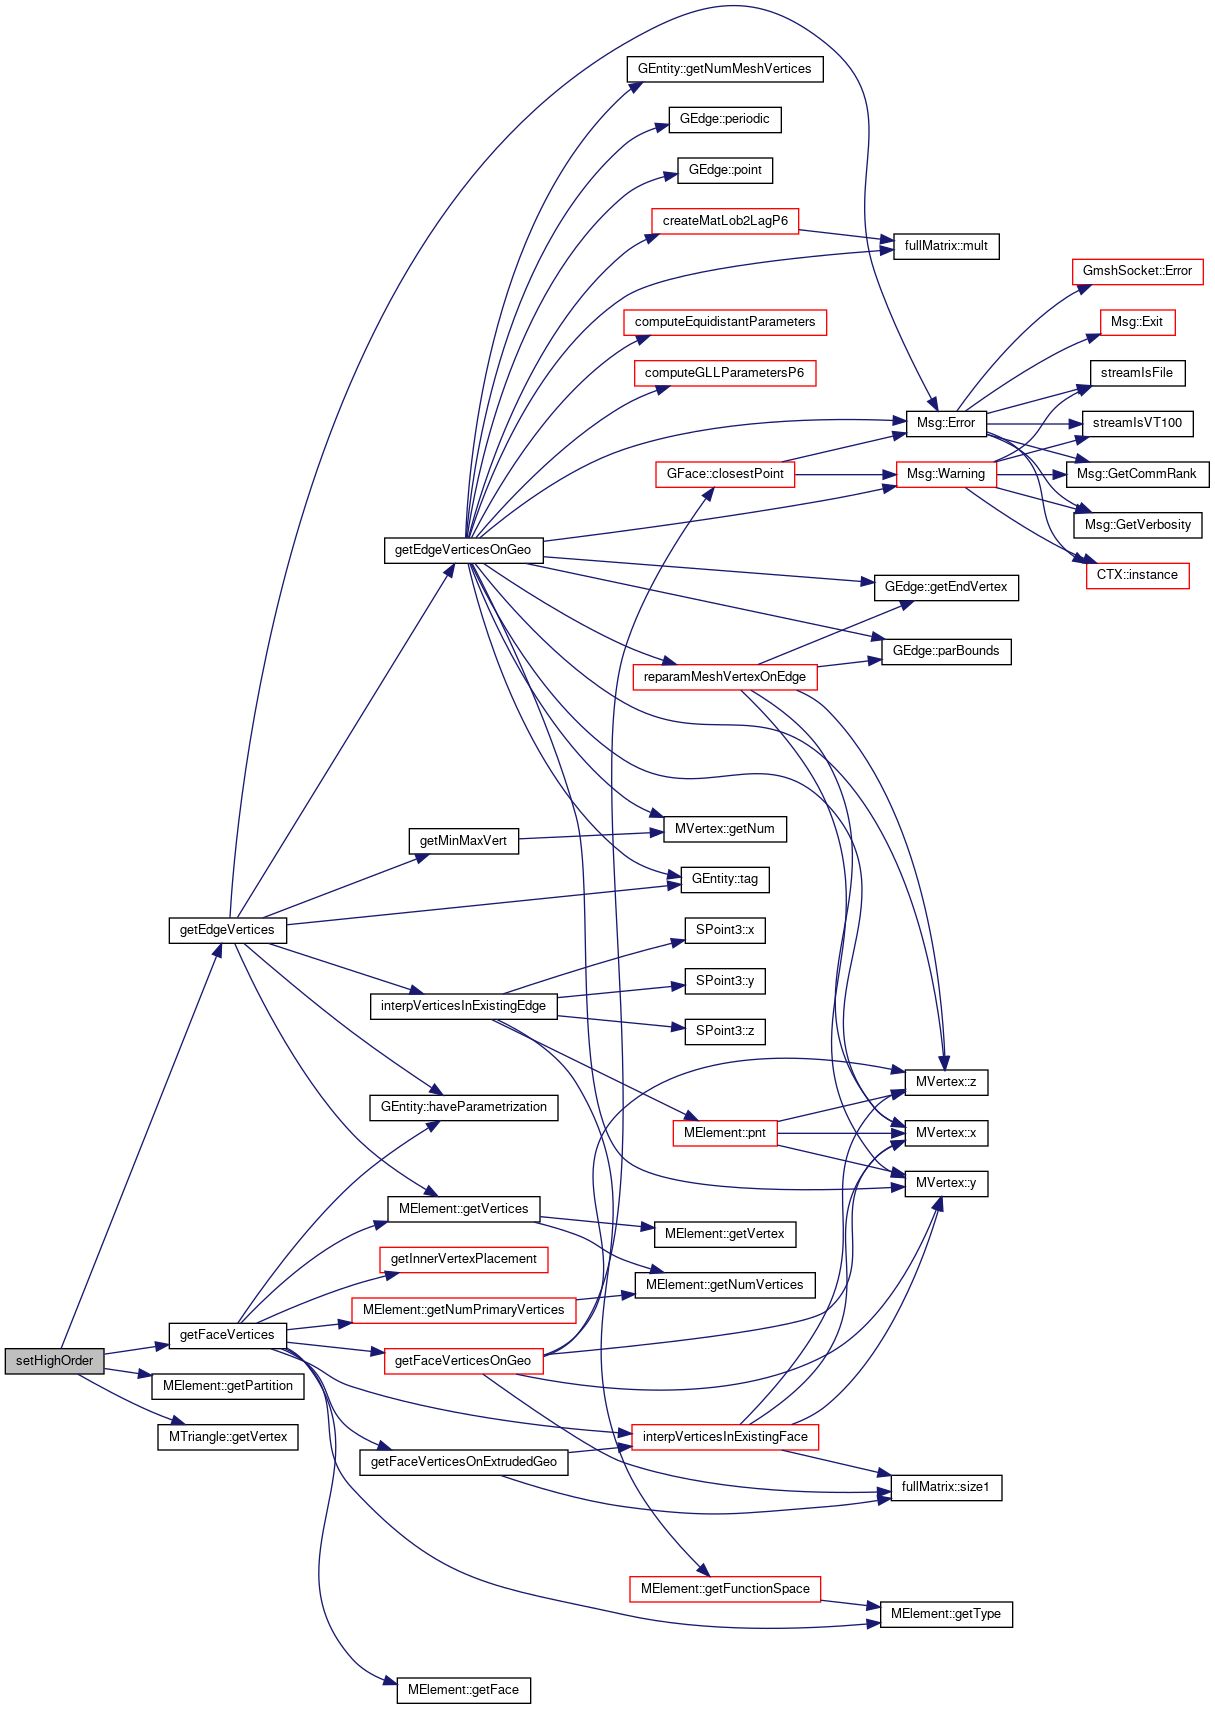 GEntity::getNumMeshVertices
GEdge::periodic
GEdge::point
createMatLob2LagP6
fullMatrix::mult
GmshSocket::Error
computeEquidistantParameters
Msg::Exit
computeGLLParametersP6
streamIsFile
Msg::Error
streamIsVT100
GFace::closestPoint
Msg::Warning
Msg::GetCommRank
Msg::GetVerbosity
getEdgeVerticesOnGeo
CTX::instance
GEdge::getEndVertex
GEdge::parBounds
reparamMeshVertexOnEdge
MVertex::getNum
getMinMaxVert
GEntity::tag
getEdgeVertices
SPoint3::x
SPoint3::y
interpVerticesInExistingEdge
SPoint3::z
MVertex::z
GEntity::haveParametrization
MElement::pnt
MVertex::x
MVertex::y
MElement::getVertices
MElement::getVertex
getInnerVertexPlacement
MElement::getNumVertices
MElement::getNumPrimaryVertices
getFaceVertices
setHighOrder
getFaceVerticesOnGeo
MElement::getPartition
MTriangle::getVertex
interpVerticesInExistingFace
getFaceVerticesOnExtrudedGeo
fullMatrix::size1
MElement::getFunctionSpace
MElement::getType
MElement::getFace